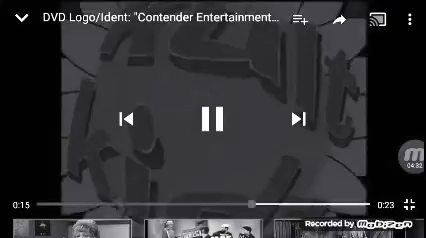 DVD Logo/Ident: "Contender Entertainment...
0:15
0:23
04:32
Recorded by Mobizen